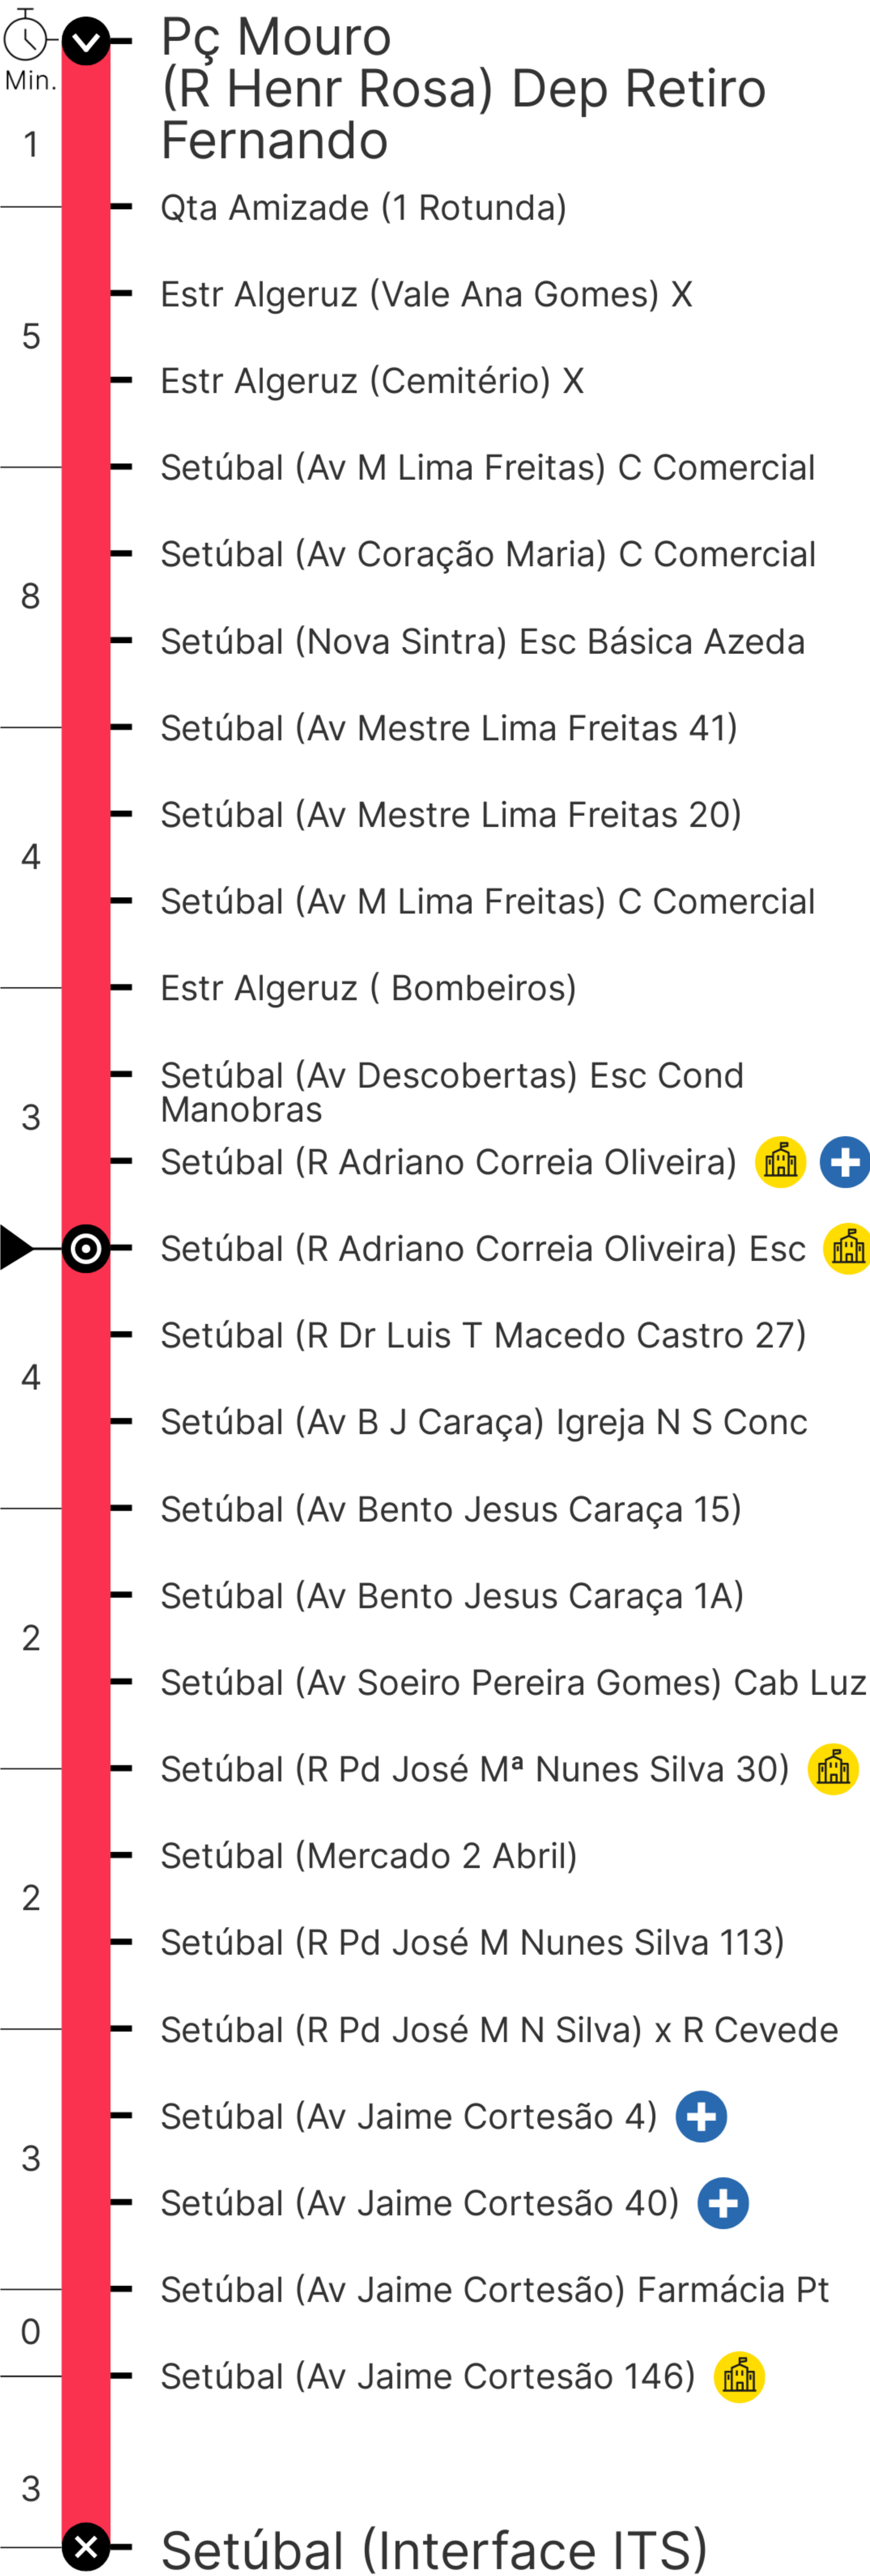 Pç Mouro
(R Henr Rosa) Dep Retiro
Min.
Fernando
1
Qta Amizade (1 Rotunda)
Estr Algeruz (Vale Ana Gomes) X
5
Estr Algeruz (Cemitério) X
Setúbal (Av M Lima Freitas) C Comercial
Setúbal (Av Coração Maria) C Comercial
8
Setúbal (Nova Sintra) Esc Básica Azeda
Setúbal (Av Mestre Lima Freitas 41)
Setúbal (Av Mestre Lima Freitas 20)
4
Setúbal (Av M Lima Freitas) C Comercial
Estr Algeruz ( Bombeiros)
Setúbal (Av Descobertas) Esc Cond
Manobras
3
Setúbal (R Adriano Correia Oliveira)
Setúbal (R Adriano Correia Oliveira) Esc
Setúbal (R Dr Luis T Macedo Castro 27)
4
Setúbal (Av B J Caraça) Igreja N S Conc
Setúbal (Av Bento Jesus Caraça 15)
Setúbal (Av Bento Jesus Caraça 1A)
2
Setúbal (Av Soeiro Pereira Gomes) Cab Luz
Setúbal (R Pd José Mª Nunes Silva 30)
Setúbal (Mercado 2 Abril)
2
Setúbal (R Pd José M Nunes Silva 113)
Setúbal (R Pd José M N Silva) x R Cevede
Setúbal (Av Jaime Cortesão 4)
3
Setúbal (Av Jaime Cortesão 40)
Setúbal (Av Jaime Cortesão) Farmácia Pt
0
Setúbal (Av Jaime Cortesão 146)
3
Setúbal (Interface ITS)